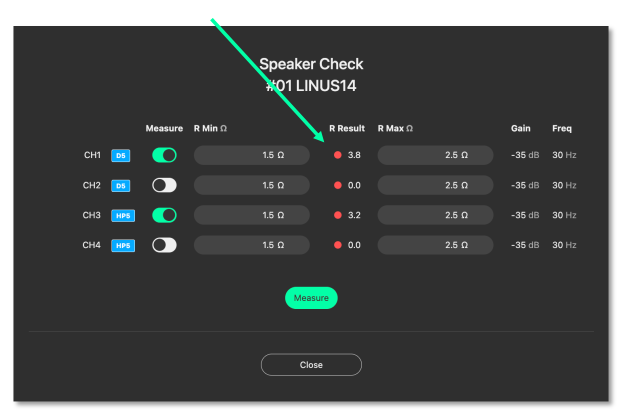 Speaker Check
#01 LINUS14
Measure R Min Ω R Result R Max Ω Gain Freq
CH1 D5 1.5 Ω 3.8 2.5 Ω -35 dB 30 Hz
CH2 D5 1.5 Ω 0.0 2.5 Ω -35 dB 30 Hz
CH3 HP5 1.5 Ω 3.2 2.5 Ω -35 dB 30 Hz
CH4 HP5 1.5 Ω 0.0 2.5 Ω -35 dB 30 Hz
Measure
Close